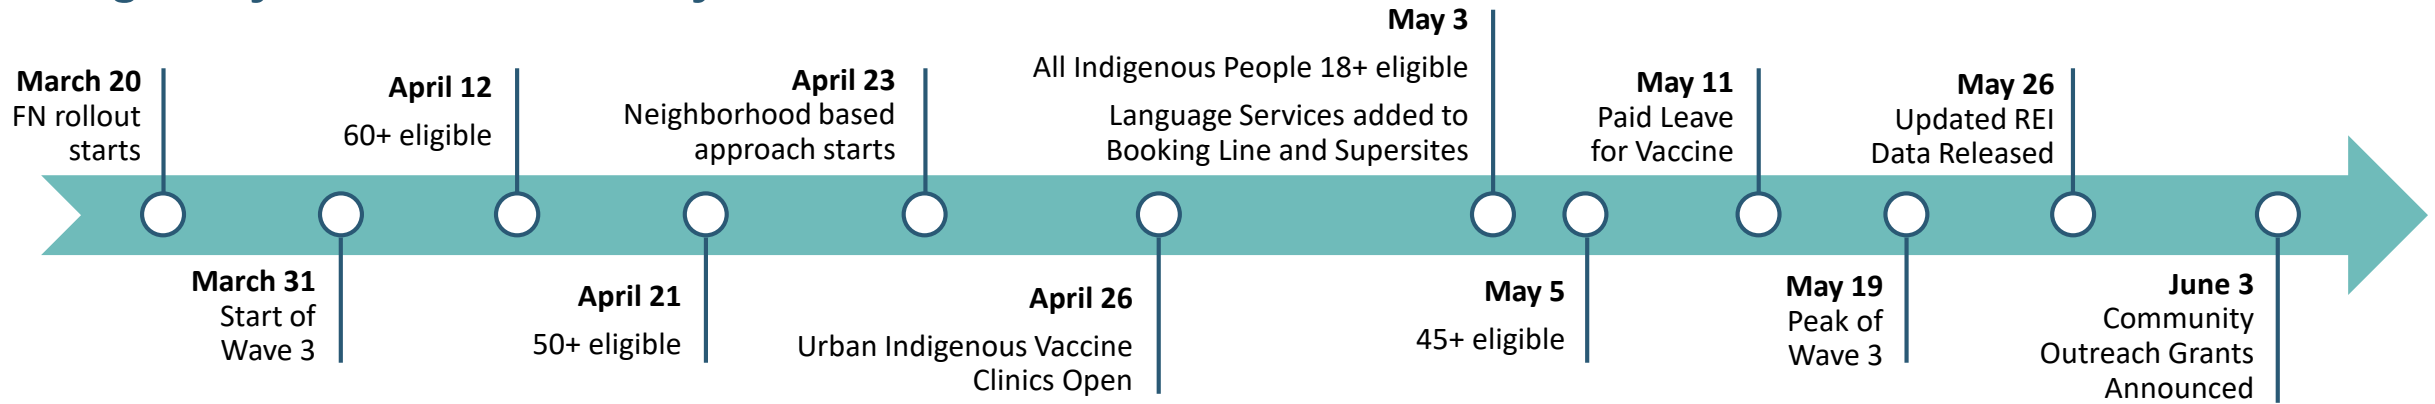 March 20
FN rollout
starts
March 31
Start of
Wave 3
April 12
60+ eligible
April 21
50+ eligible
April 23
Neighborhood based
approach starts
April 26
Urban Indigenous Vaccine
Clinics Open
May 3
All Indigenous People 18+ eligible
Language Services added to
Booking Line and Supersites
May 5
45+ eligible
May 11
Paid Leave
for Vaccine
May 19
Peak of
Wave 3
May 26
Updated REI
Data Released
June 3
Community
Outreach Grants
Announced